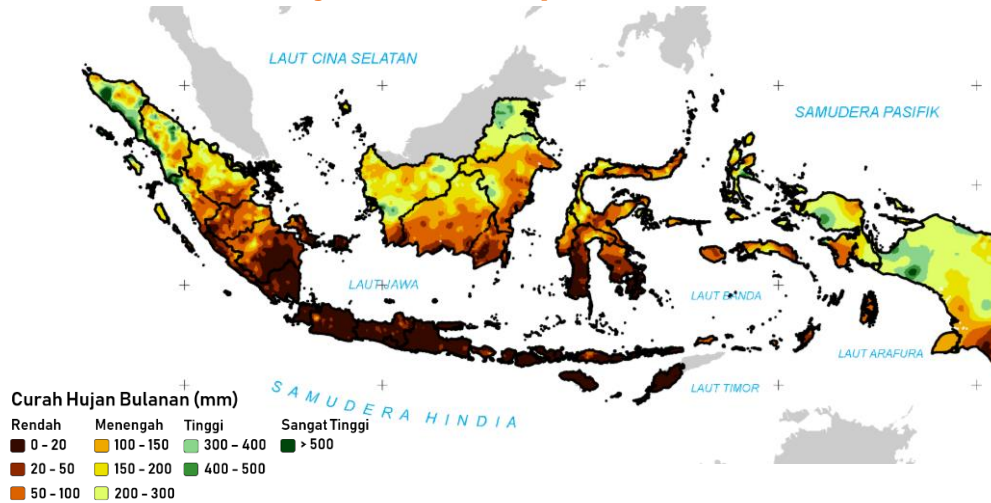 LAUT CINA SELATAN
SAMUDERA PASIFIK
LAUT JAWA
LAUT BANDA
LAUT ARAFURA
LAUT TIMOR
SAMUDERA HINDIA
Curah Hujan Bulanan (mm)
Rendah Menengah Tinggi Sangat Tinggi
0 - 20 100 - 150 300 - 400 > 500
20 - 50 150 - 200 400 - 500
50 - 100 200 - 300